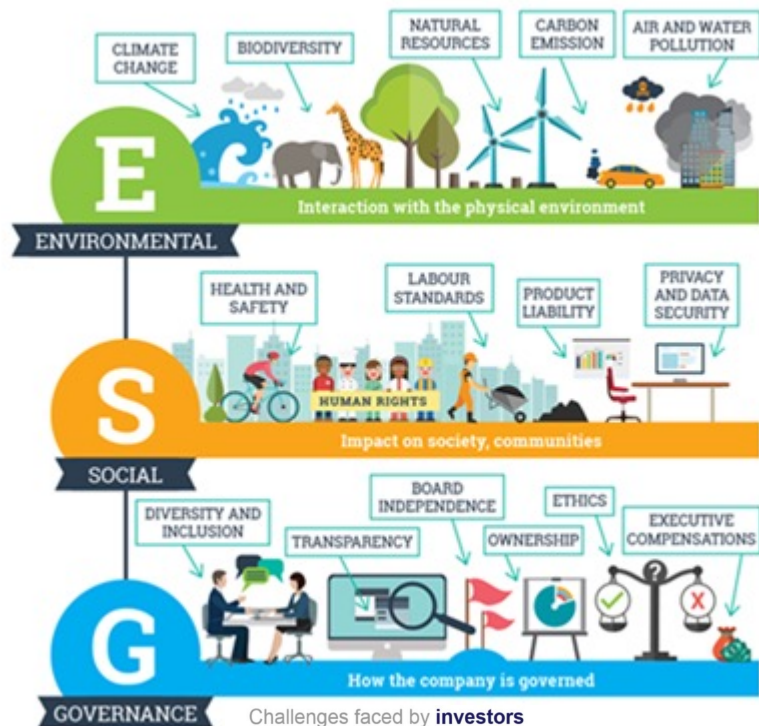 CLIMATE
CHANGE
BIODIVERSITY
NATURAL
RESOURCES
CARBON
EMISSION
AIR AND WATER
POLLUTION
E
Interaction with the physical environment
ENVIRONMENTAL
HEALTH AND
SAFETY
LABOUR
STANDARDS
PRODUCT
LIABILITY
PRIVACY
AND DATA
SECURITY
HUMAN RIGHTS
S
Impact on society, communities
SOCIAL
DIVERSITY AND
INCLUSION
TRANSPARENCY
BOARD
INDEPENDENCE
OWNERSHIP
ETHICS
EXECUTIVE
COMPENSATIONS
?
G
How the company is governed
GOVERNANCE
Challenges faced by investors